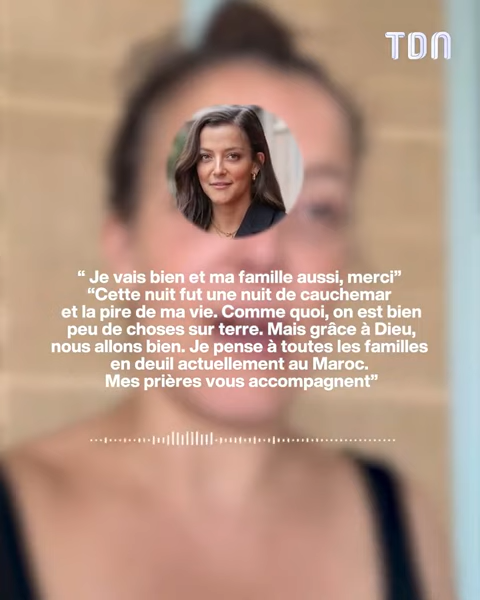 TDN
“ Je vais bien et ma famille aussi, merci”
“Cette nuit fut une nuit de cauchemar
et la pire de ma vie. Comme quoi, on est bien
peu de choses sur terre. Mais grâce à Dieu,
nous allons bien. Je pense à toutes les familles
en deuil actuellement au Maroc.
Mes prières vous accompagnent”